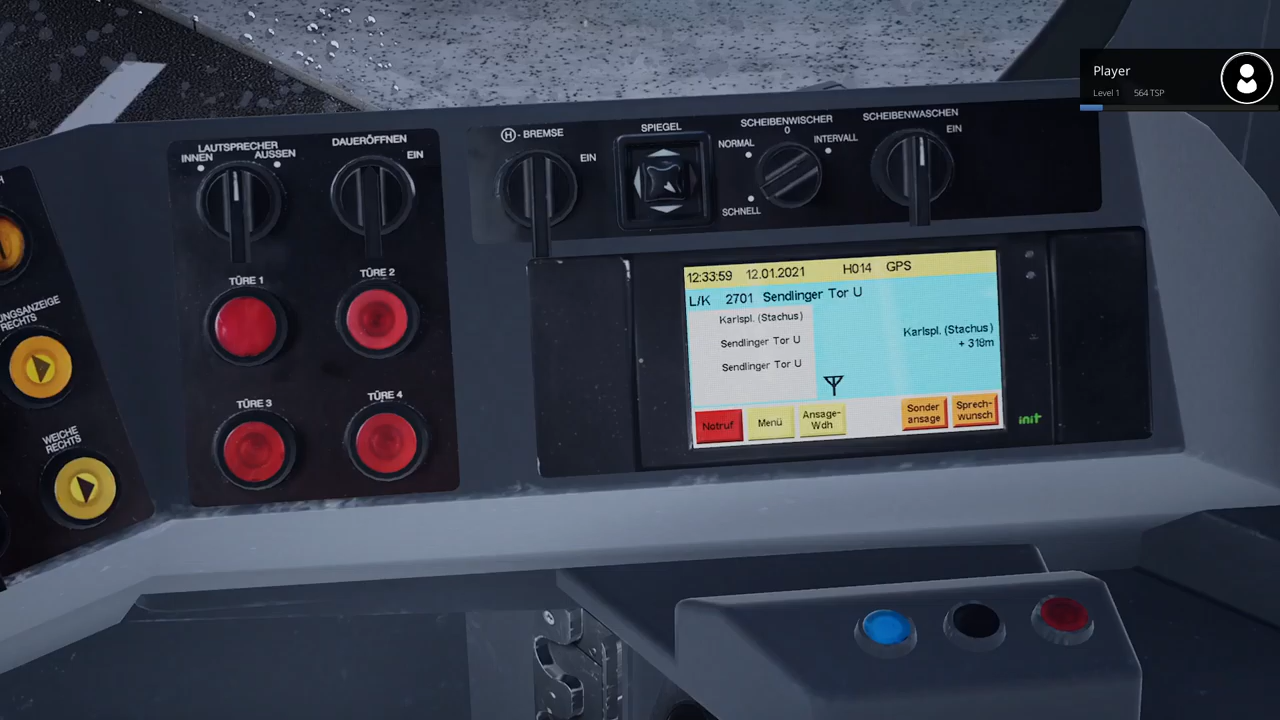 Player
Level 1 564 TSP
LAUTSPRECHER
INNEN AUSSEN
DAUERÖFFNEN
EIN
H-BREMSE
EIN
SPIEGEL
SCHEIBENWISCHER
NORMAL 0 INTERVALL
SCHNELL
SCHEIBENWASCHEN
EIN
TÜRE 1
TÜRE 2
TÜRE 3
TÜRE 4
RECHTS
WEICHE
RECHTS
12:33:59 12.01.2021 H014 GPS
L/K 2701 Sendlinger Tor U
Karlspl. (Stachus)
Sendlinger Tor U
Sendlinger Tor U
Karlspl. (Stachus)
+ 318m
Notruf
Menü
Ansage-
Wdh
Sonder
ansage
Sprech-
wunsch
init